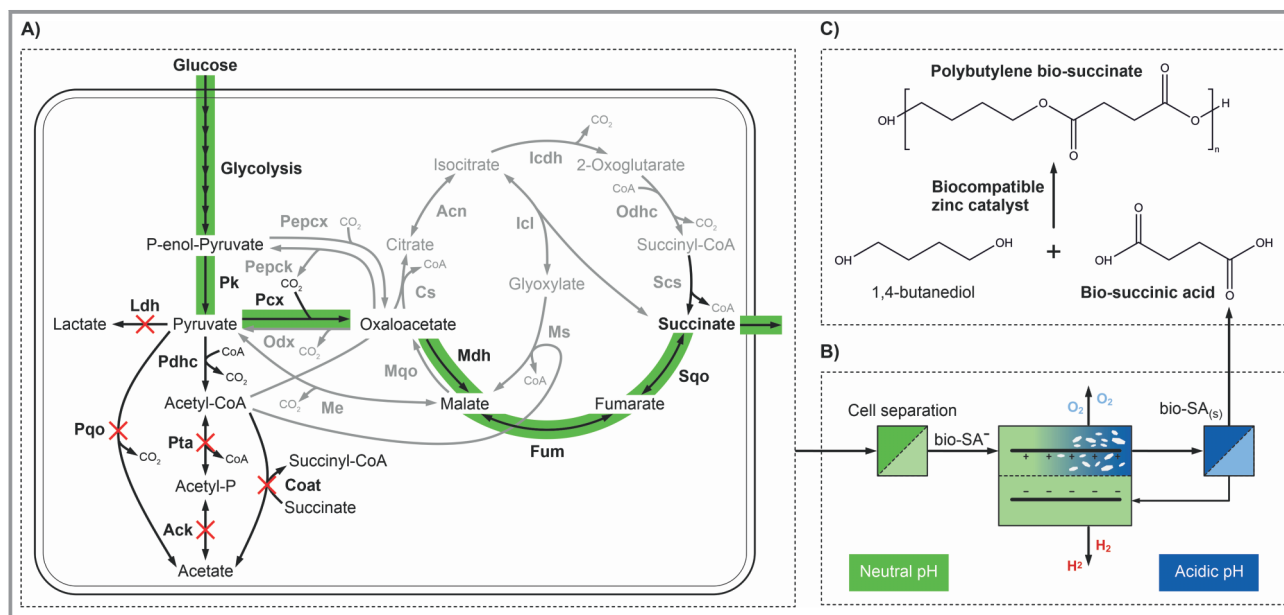 A)
Glucose
Glycolysis
P-enol-Pyruvate
Pepcx
CO2
Pepck
CO2
Pk
Ldh
Pcx
Lactate
Pyruvate
Oxaloacetate
Odx
CO2
Pdhc
CoA
CO2
Acetyl-CoA
CO2
Me
Mqo
Mdh
Malate
Fum
Fumarate
Sqo
Succinate
Pqo
CO2
Pta
CoA
Acetyl-P
Succinyl-CoA
Coat
Succinate
Ack
Acetate
Isocitrate
Icdh
CO2
2-Oxoglutarate
CoA
Odhc
CO2
Succinyl-CoA
Scs
CoA
Acn
Citrate
CoA
Cs
Icl
Glyoxylate
Ms
CoA
C)
Polybutylene bio-succinate
O
OH
O
O
O
H
n
Biocompatible
zinc catalyst
OH
HO
+
O
OH
OH
O
1,4-butanediol
Bio-succinic acid
B)
Cell separation
bio-SA-
O2
O2
+ + + + +
− − − − −
bio-SA(s)
H2
H2
Neutral pH
Acidic pH